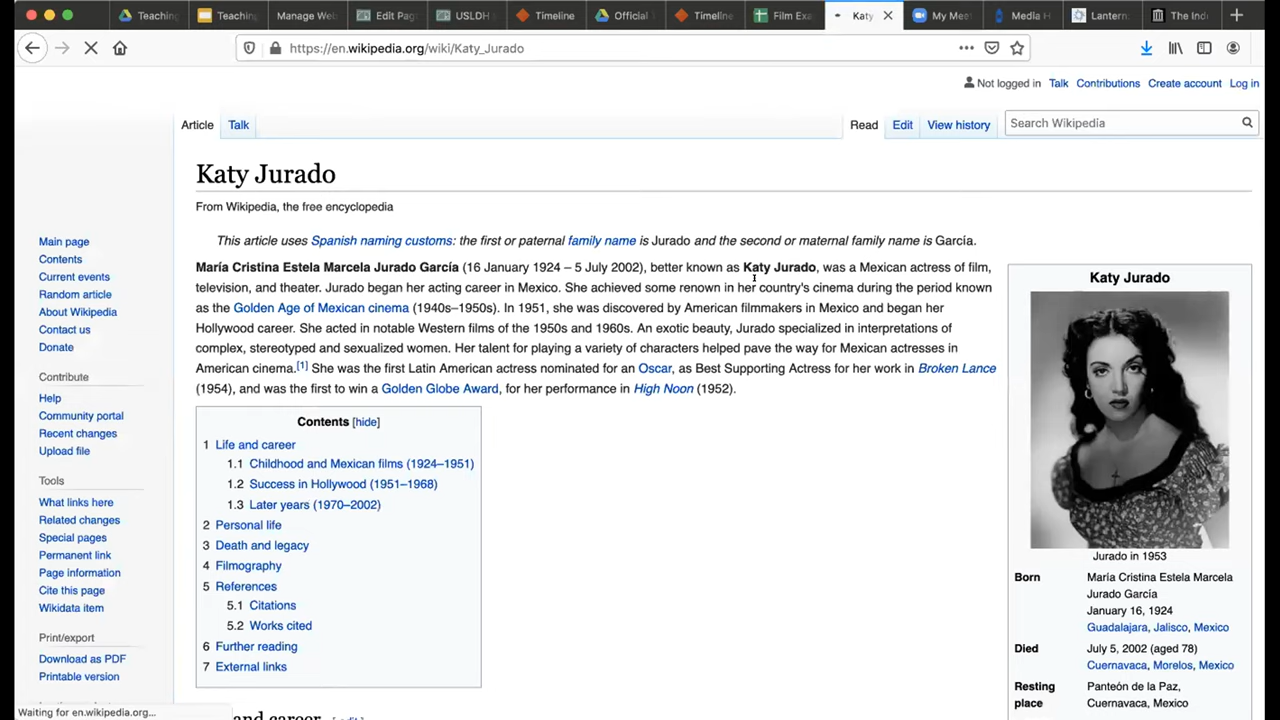 Teaching
Teaching
Manage Wel
Edit Pag
USLDH
Timeline
Official
Timeline
Film Exa
Katy
My Mee
Media H
Lantern:
The Ind
https://en.wikipedia.org/wiki/Katy_Jurado
Not logged in Talk Contributions Create account Log in
Article Talk Read Edit View history Search Wikipedia
Katy Jurado
From Wikipedia, the free encyclopedia
This article uses Spanish naming customs: the first or paternal family name is Jurado and the second or maternal family name is García.
María Cristina Estela Marcela Jurado García (16 January 1924 – 5 July 2002), better known as Katy Jurado, was a Mexican actress of film,
television, and theater. Jurado began her acting career in Mexico. She achieved some renown in her country's cinema during the period known
as the Golden Age of Mexican cinema (1940s–1950s). In 1951, she was discovered by American filmmakers in Mexico and began her
Hollywood career. She acted in notable Western films of the 1950s and 1960s. An exotic beauty, Jurado specialized in interpretations of
complex, stereotyped and sexualized women. Her talent for playing a variety of characters helped pave the way for Mexican actresses in
American cinema.[1] She was the first Latin American actress nominated for an Oscar, as Best Supporting Actress for her work in Broken Lance
(1954), and was the first to win a Golden Globe Award, for her performance in High Noon (1952).
Contents [hide]
1 Life and career
1.1 Childhood and Mexican films (1924–1951)
1.2 Success in Hollywood (1951–1968)
1.3 Later years (1970–2002)
2 Personal life
3 Death and legacy
4 Filmography
5 References
5.1 Citations
5.2 Works cited
6 Further reading
7 External links
and career [edit]
Katy Jurado
Jurado in 1953
Born María Cristina Estela Marcela
Jurado García
January 16, 1924
Guadalajara, Jalisco, Mexico
Died July 5, 2002 (aged 78)
Cuernavaca, Morelos, Mexico
Resting Panteón de la Paz,
place Cuernavaca, Mexico
Main page
Contents
Current events
Random article
About Wikipedia
Contact us
Donate
Contribute
Help
Community portal
Recent changes
Upload file
Tools
What links here
Related changes
Special pages
Permanent link
Page information
Cite this page
Wikidata item
Print/export
Download as PDF
Printable version
Waiting for en.wikipedia.org...